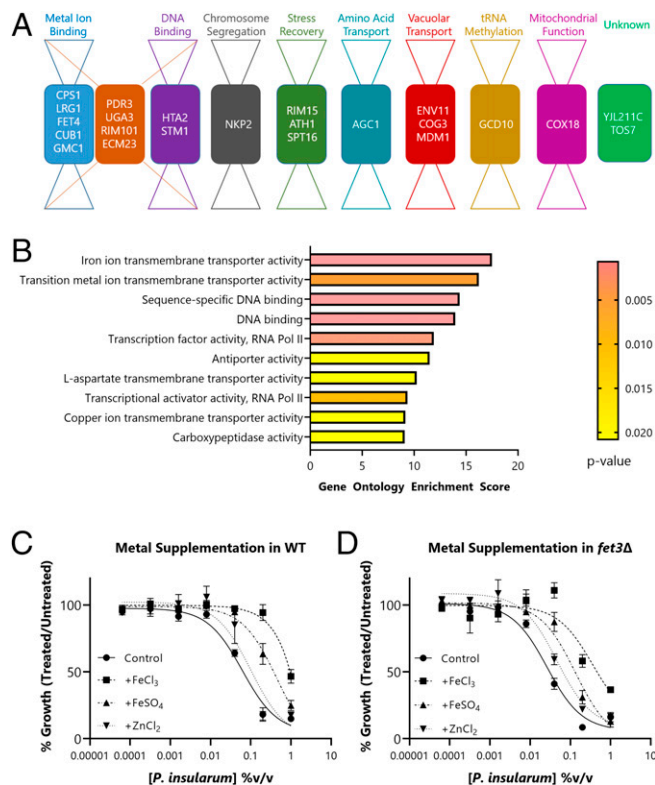 A
Metal Ion
Binding
DNA
Binding
Chromosome
Segregation
Stress
Recovery
Amino Acid
Transport
Vacuolar
Transport
tRNA
Methylation
Mitochondrial
Function
Unknown
CPS1
LRG1
FET4
CUB1
GMC1
PDR3
UGA3
RIM101
ECM23
HTA2
STM1
NKP2
RIM15
ATH1
SPT16
AGC1
ENV11
COG3
MDM1
GCD10
COX18
YJL211C
TOS7
B
Iron ion transmembrane transporter activity
Transition metal ion transmembrane transporter activity
Sequence-specific DNA binding
DNA binding
Transcription factor activity, RNA Pol II
Antiporter activity
L-aspartate transmembrane transporter activity
Transcriptional activator activity, RNA Pol II
Copper ion transmembrane transporter activity
Carboxypeptidase activity
0 5 10 15 20
Gene Ontology Enrichment Score
0.005
0.010
0.015
0.020
p-value
C
Metal Supplementation in WT
% Growth (Treated/Untreated)
100
50
0
Control
+FeCl3
+FeSO4
+ZnCl2
0.00001 0.0001 0.001 0.01 0.1 1 10
[P. insularum] %v/v
D
Metal Supplementation in fet3Δ
% Growth (Treated/Untreated)
100
50
0
Control
+FeCl3
+FeSO4
+ZnCl2
0.00001 0.0001 0.001 0.01 0.1 1 10
[P. insularum] %v/v